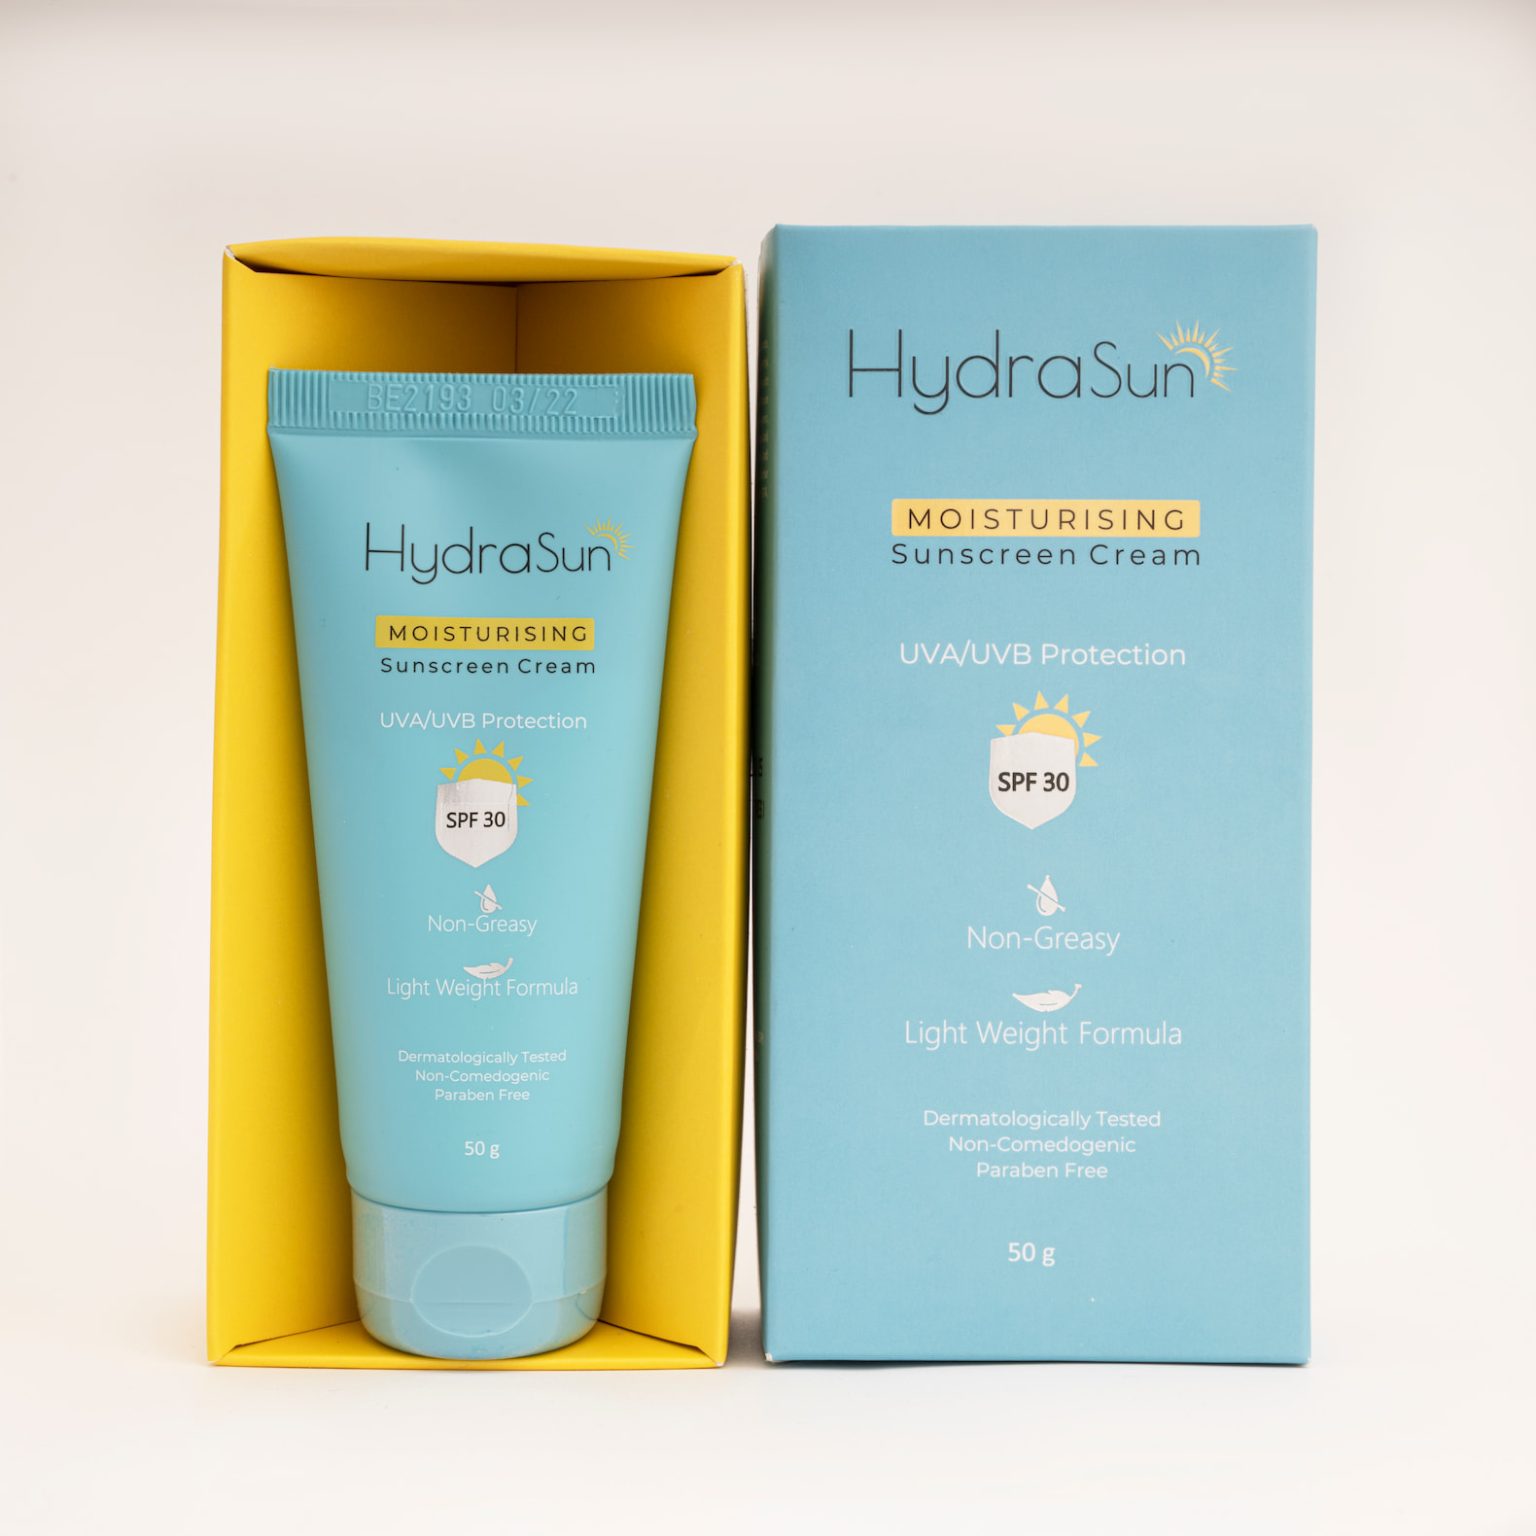 BE2193 03/22
HydraSun
MOISTURISING
Sunscreen Cream
UVA/UVB Protection
SPF 30
Non-Greasy
Light Weight Formula
Dermatologically Tested
Non-Comedogenic
Paraben Free
50 g
HydraSun
MOISTURISING
Sunscreen Cream
UVA/UVB Protection
SPF 30
Non-Greasy
Light Weight Formula
Dermatologically Tested
Non-Comedogenic
Paraben Free
50 g